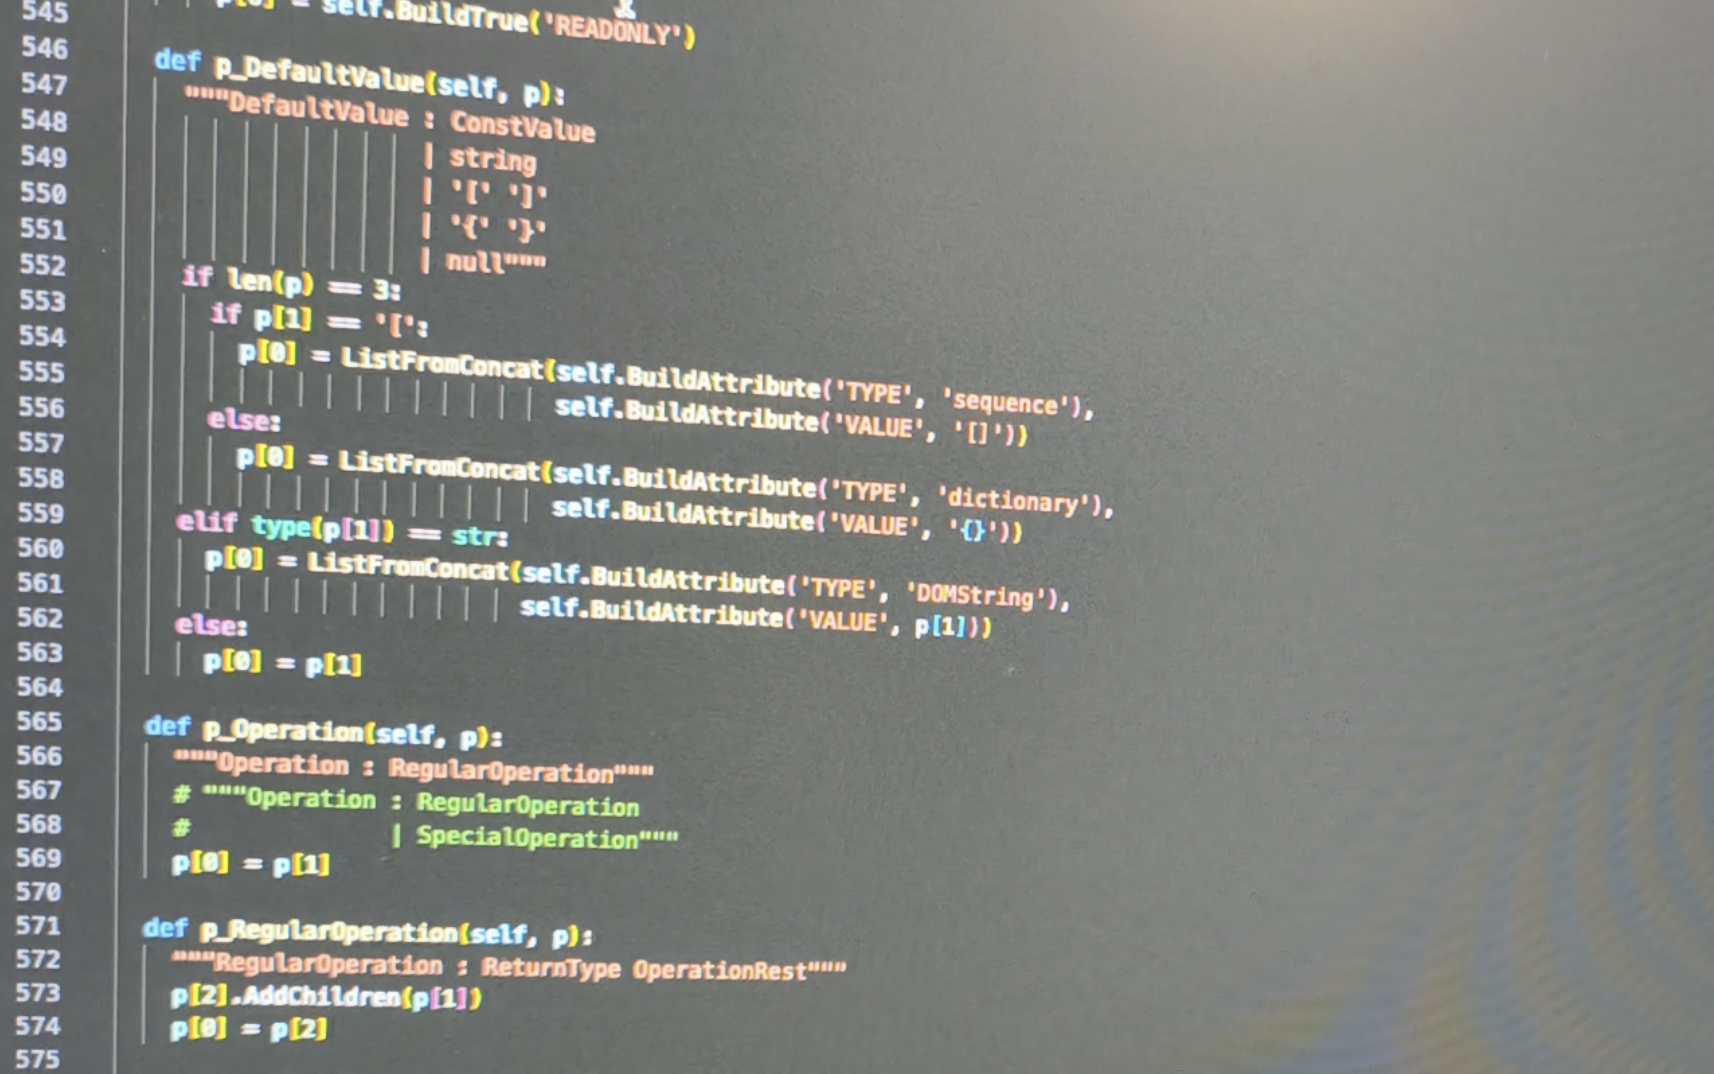 545 p[0] = self.BuildTrue('READONLY')
546
547 def p_DefaultValue(self, p):
548 """DefaultValue : ConstValue
549 | string
550 | '[' ']'
551 | '{' '}'
552 | null"""
553 if len(p) == 3:
554 if p[1] == '[':
555 p[0] = ListFromConcat(self.BuildAttribute('TYPE', 'sequence'),
556 self.BuildAttribute('VALUE', '[]'))
557 else:
558 p[0] = ListFromConcat(self.BuildAttribute('TYPE', 'dictionary'),
559 self.BuildAttribute('VALUE', '{}'))
560 elif type(p[1]) == str:
561 p[0] = ListFromConcat(self.BuildAttribute('TYPE', 'DOMString'),
562 self.BuildAttribute('VALUE', p[1]))
563 else:
564 p[0] = p[1]
565
566 def p_Operation(self, p):
567 """Operation : RegularOperation"""
568 # """Operation : RegularOperation
569 # | SpecialOperation"""
570 p[0] = p[1]
571
572 def p_RegularOperation(self, p):
573 """RegularOperation : ReturnType OperationRest"""
574 p[2].AddChildren(p[1])
575 p[0] = p[2]